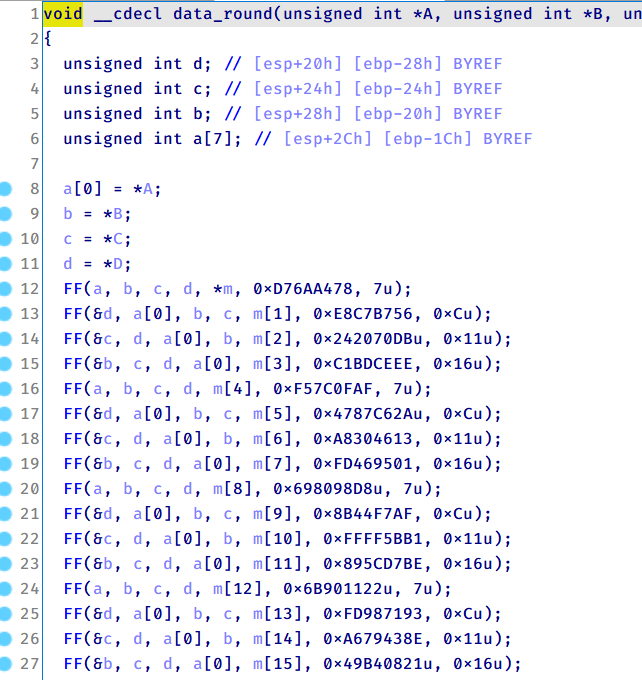 1 void __cdecl data_round(unsigned int *A, unsigned int *B, un
2 {
3 unsigned int d; // [esp+20h] [ebp-28h] BYREF
4 unsigned int c; // [esp+24h] [ebp-24h] BYREF
5 unsigned int b; // [esp+28h] [ebp-20h] BYREF
6 unsigned int a[7]; // [esp+2Ch] [ebp-1Ch] BYREF
7
8 a[0] = *A;
9 b = *B;
10 c = *C;
11 d = *D;
12 FF(a, b, c, d, *m, 0xD76AA478, 7u);
13 FF(&d, a[0], b, c, m[1], 0xE8C7B756, 0xCu);
14 FF(&c, d, a[0], b, m[2], 0x242070DBu, 0x11u);
15 FF(&b, c, d, a[0], m[3], 0xC1BDCEEE, 0x16u);
16 FF(a, b, c, d, m[4], 0xF57C0FAF, 7u);
17 FF(&d, a[0], b, c, m[5], 0x4787C62Au, 0xCu);
18 FF(&c, d, a[0], b, m[6], 0xA8304613, 0x11u);
19 FF(&b, c, d, a[0], m[7], 0xFD469501, 0x16u);
20 FF(a, b, c, d, m[8], 0x698098D8u, 7u);
21 FF(&d, a[0], b, c, m[9], 0x8B44F7AF, 0xCu);
22 FF(&c, d, a[0], b, m[10], 0xFFFF5BB1, 0x11u);
23 FF(&b, c, d, a[0], m[11], 0x895CD7BE, 0x16u);
24 FF(a, b, c, d, m[12], 0x6B901122u, 7u);
25 FF(&d, a[0], b, c, m[13], 0xFD987193, 0xCu);
26 FF(&c, d, a[0], b, m[14], 0xA679438E, 0x11u);
27 FF(&b, c, d, a[0], m[15], 0x49B40821u, 0x16u);